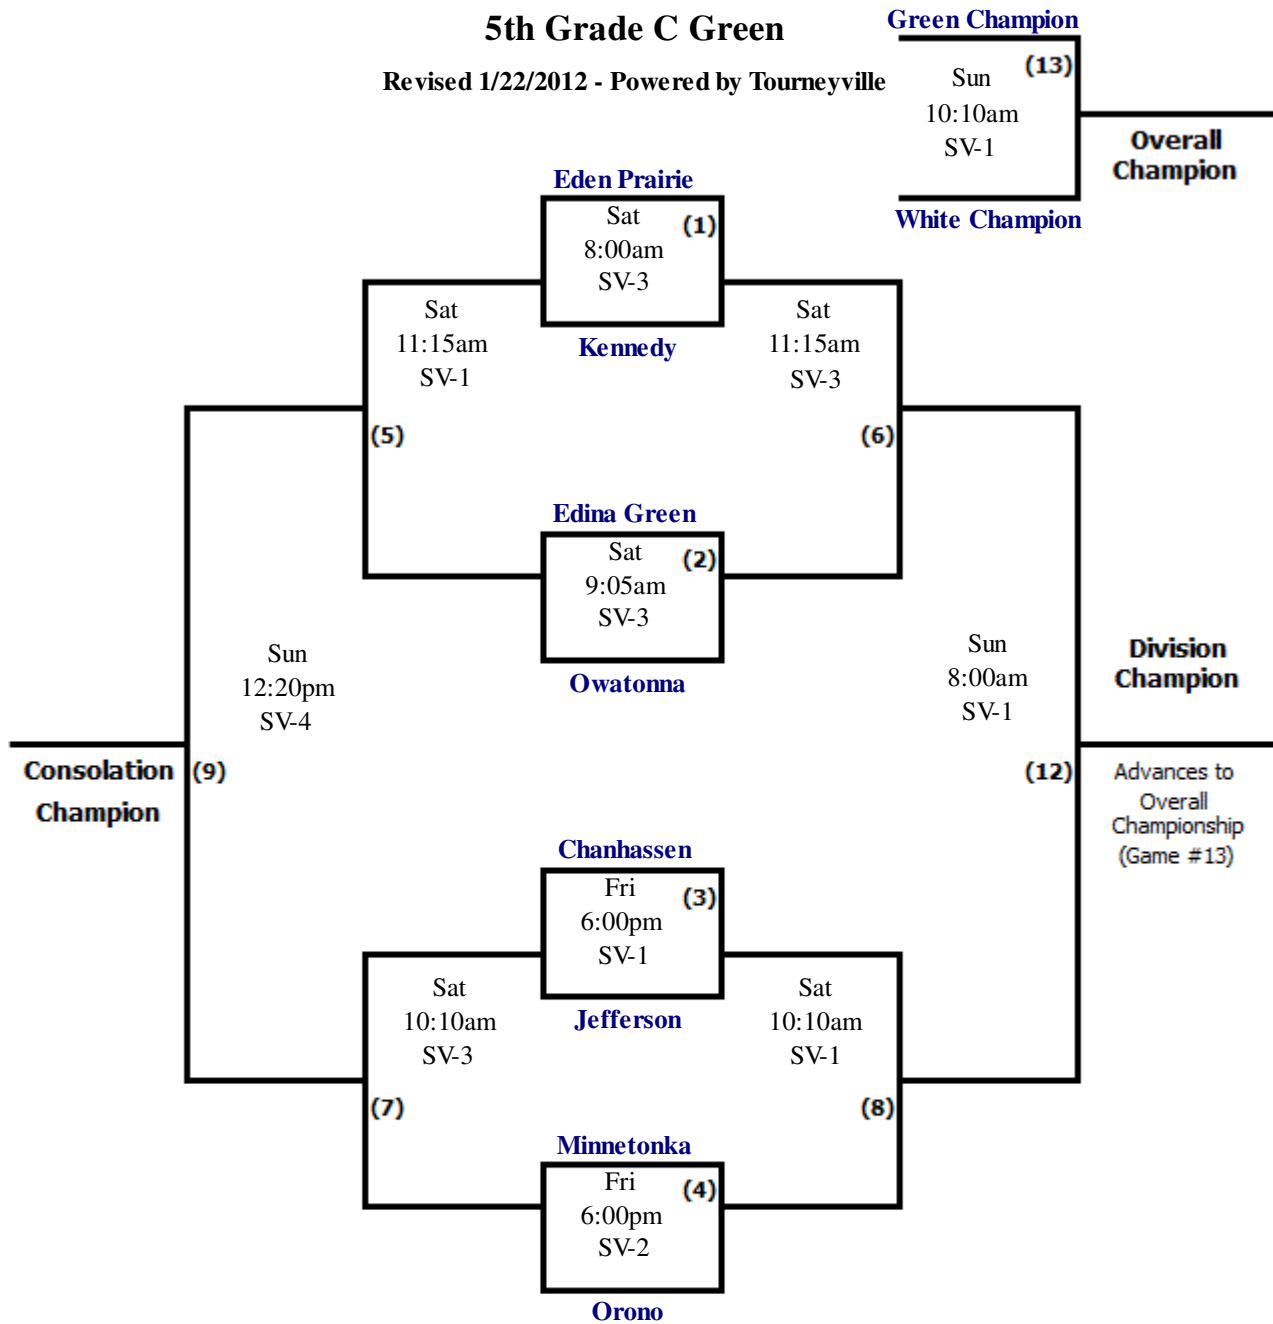 5th Grade C Green
Revised 1/22/2012 - Powered by Tourneyville
Green Champion
(13)
Sun
10:10am
SV-1
Overall
Champion
White Champion
Eden Prairie
Sat
(1)
8:00am
SV-3
Kennedy
Sat
11:15am
SV-1
Sat
11:15am
SV-3
(5)
(6)
Edina Green
Sat
(2)
9:05am
SV-3
Owatonna
Sun
12:20pm
SV-4
Sun
8:00am
SV-1
Division
Champion
Consolation
Champion
(9)
(12)
Advances to
Overall
Championship
(Game #13)
Chanhassen
Fri
(3)
6:00pm
SV-1
Jefferson
Sat
10:10am
SV-3
Sat
10:10am
SV-1
(7)
(8)
Minnetonka
Fri
(4)
6:00pm
SV-2
Orono